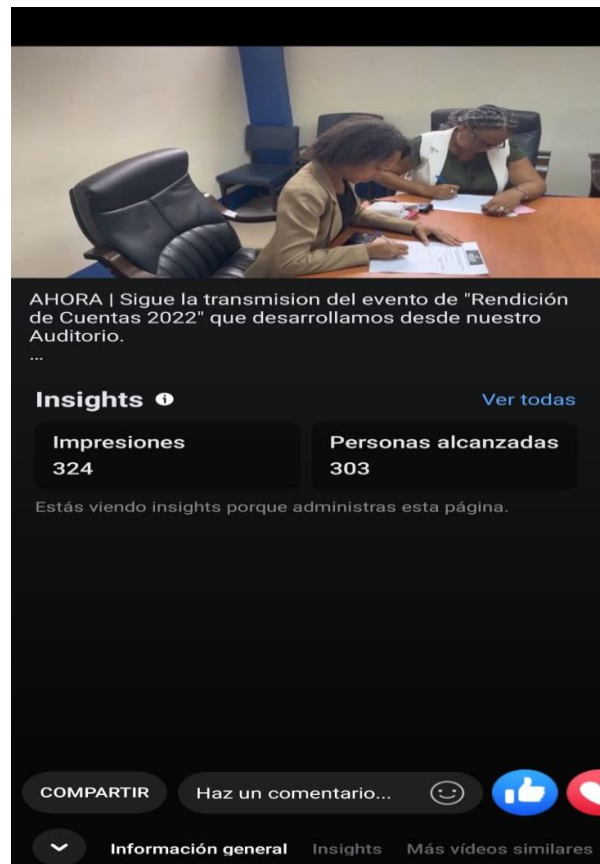 AHORA | Sigue la transmision del evento de "Rendición
de Cuentas 2022" que desarrollamos desde nuestro
Auditorio.
...
Insights
Ver todas
Impresiones
324
Personas alcanzadas
303
Estás viendo insights porque administras esta página.
COMPARTIR
Haz un comentario...
Información general
Insights
Más vídeos similares